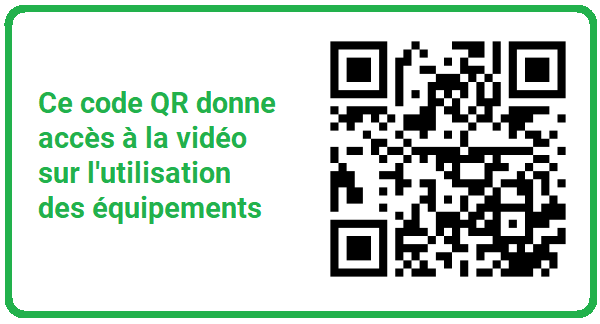 Ce code QR donne
accès à la vidéo
sur l'utilisation
des équipements